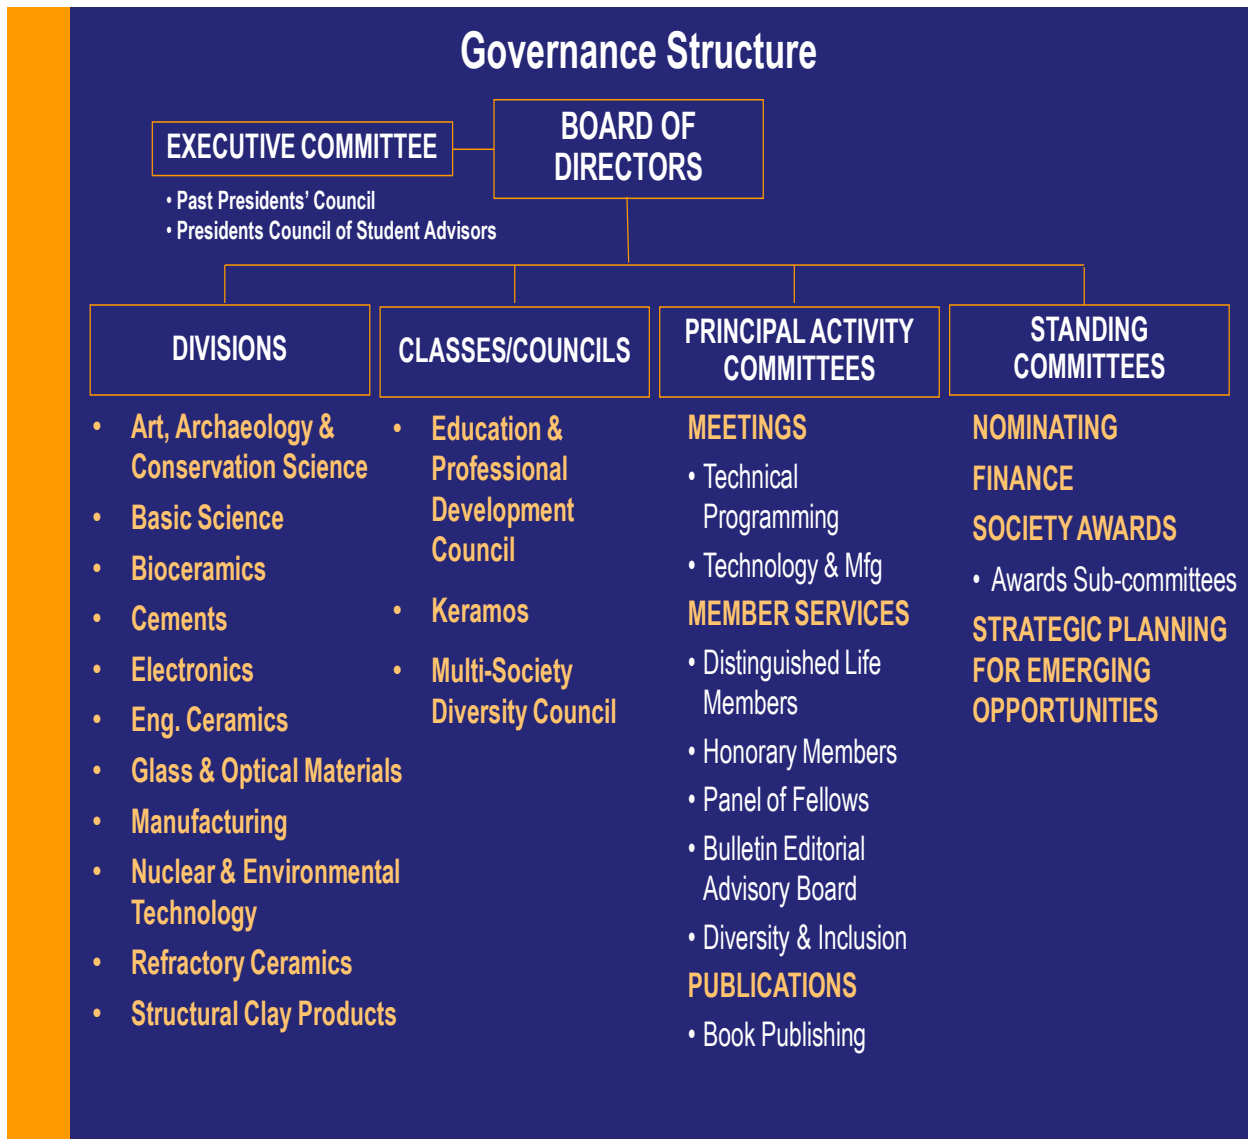 Governance Structure
EXECUTIVE COMMITTEE
• Past Presidents’ Council
• Presidents Council of Student Advisors
BOARD OF
DIRECTORS
DIVISIONS
• Art, Archaeology &
Conservation Science
• Basic Science
• Bioceramics
• Cements
• Electronics
• Eng. Ceramics
• Glass & Optical Materials
• Manufacturing
• Nuclear & Environmental
Technology
• Refractory Ceramics
• Structural Clay Products
CLASSES/COUNCILS
• Education &
Professional
Development
Council
• Keramos
• Multi-Society
Diversity Council
PRINCIPAL ACTIVITY
COMMITTEES
MEETINGS
• Technical
Programming
• Technology & Mfg
MEMBER SERVICES
• Distinguished Life
Members
• Honorary Members
• Panel of Fellows
• Bulletin Editorial
Advisory Board
• Diversity & Inclusion
PUBLICATIONS
• Book Publishing
STANDING
COMMITTEES
NOMINATING
FINANCE
SOCIETY AWARDS
• Awards Sub-committees
STRATEGIC PLANNING
FOR EMERGING
OPPORTUNITIES